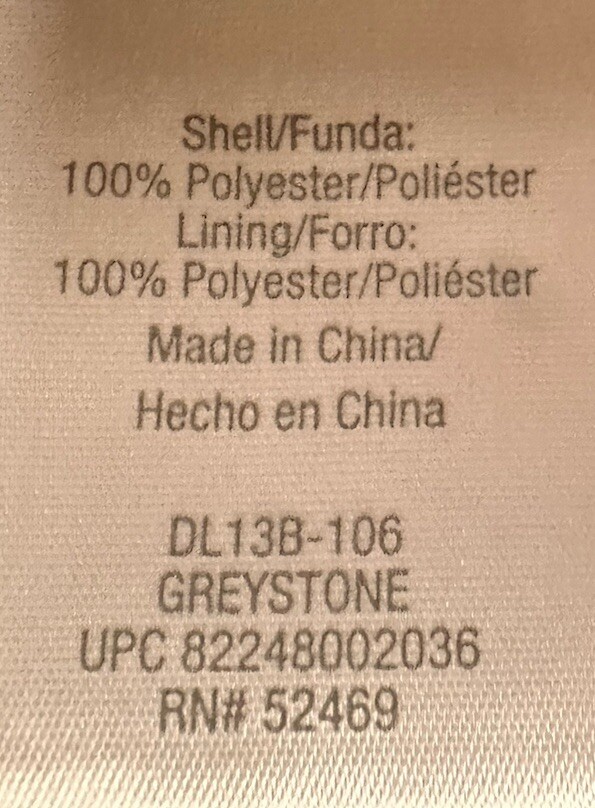 Shell/Funda:
100% Polyester/Poliéster
Lining/Forro:
100% Polyester/Poliéster
Made in China/
Hecho en China
DL13B-106
GREYSTONE
UPC 82248002036
RN# 52469